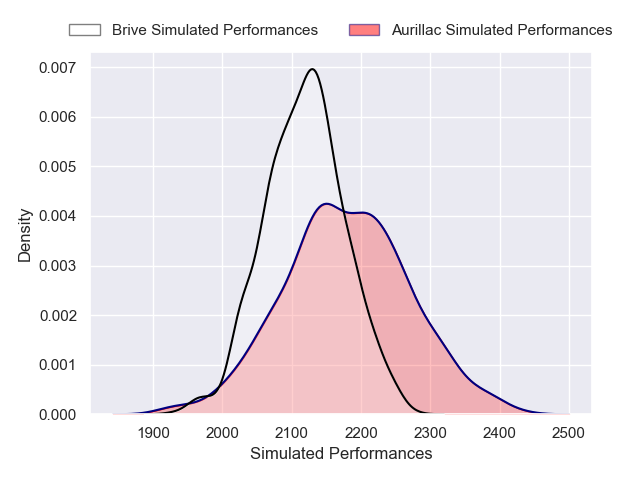 Brive Simulated Performances
Aurillac Simulated Performances
0.007
0.006
0.005
0.004
0.003
0.002
0.001
0.000
Density
1900 2000 2100 2200 2300 2400 2500
Simulated Performances